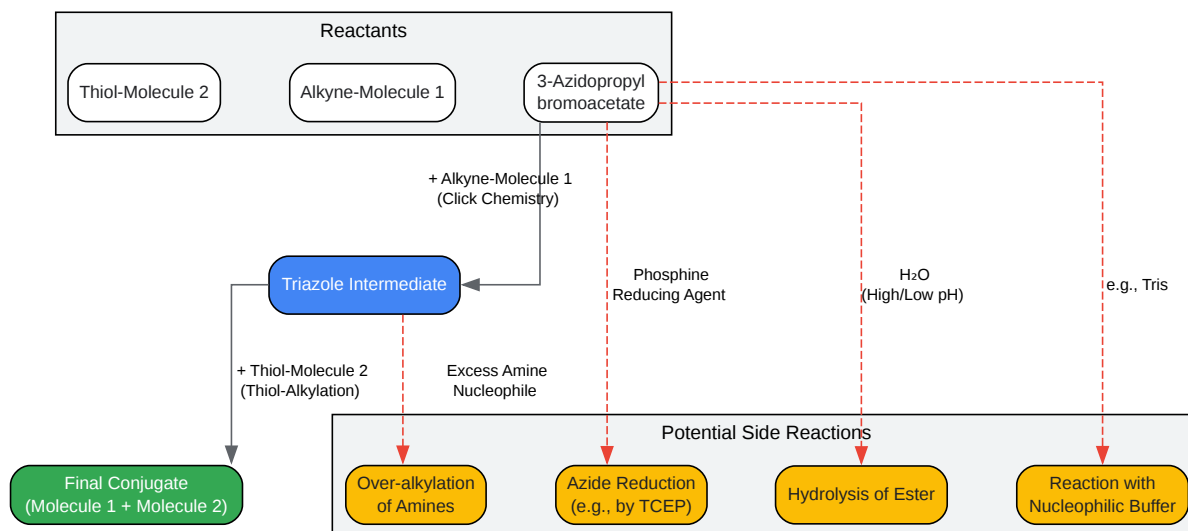 Reactants
Thiol-Molecule 2
Alkyne-Molecule 1
3-Azidopropyl
bromoacetate
+ Alkyne-Molecule 1
(Click Chemistry)
Triazole Intermediate
Phosphine
Reducing Agent
H₂O
(High/Low pH)
e.g., Tris
+ Thiol-Molecule 2
(Thiol-Alkylation)
Excess Amine
Nucleophile
Potential Side Reactions
Final Conjugate
(Molecule 1 + Molecule 2)
Over-alkylation
of Amines
Azide Reduction
(e.g., by TCEP)
Hydrolysis of Ester
Reaction with
Nucleophilic Buffer